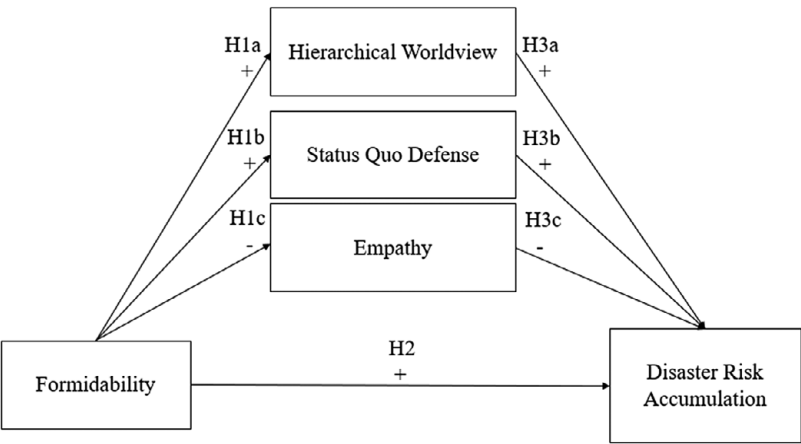 H1a
+
Hierarchical Worldview
H3a
+
H1b
+
Status Quo Defense
H3b
+
H1c
-
Empathy
H3c
-
Formidability
H2
+
Disaster Risk
Accumulation